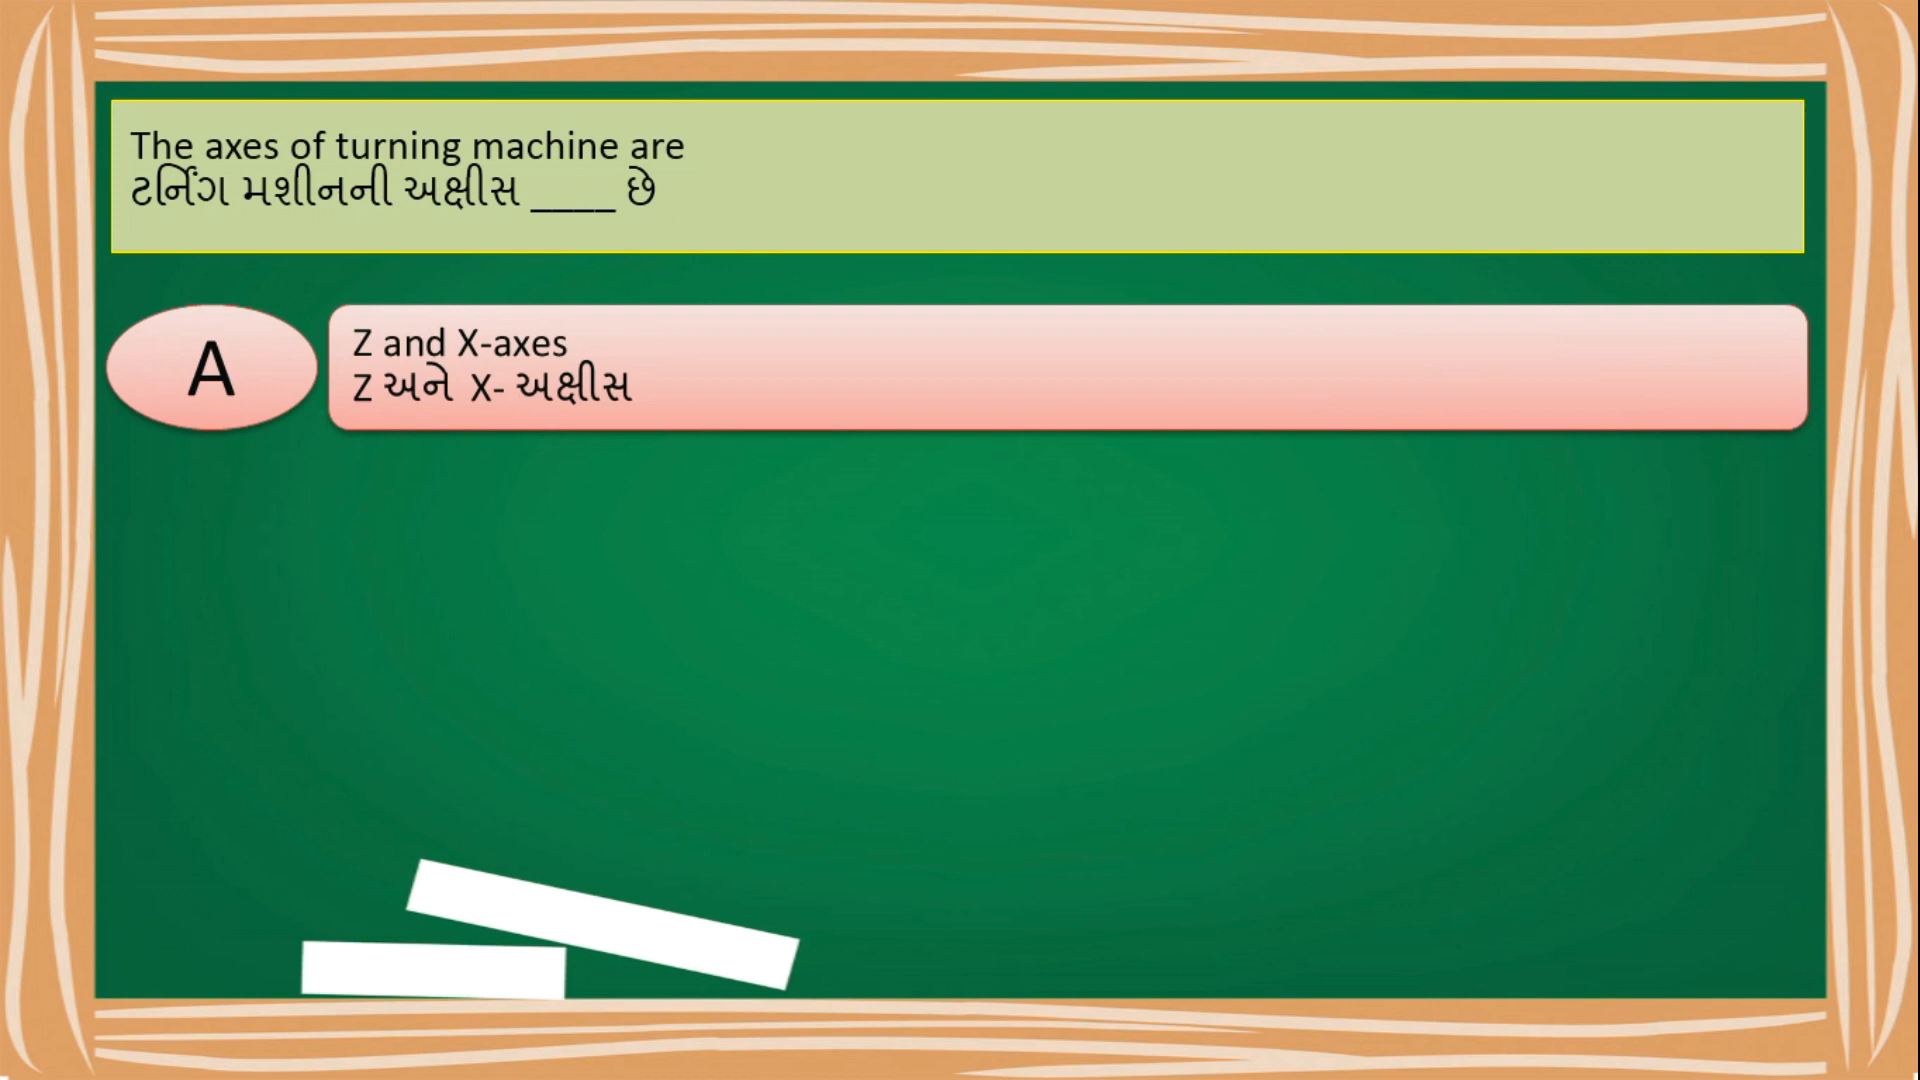 The axes of turning machine are
ટર્નિંગ મશીનની અક્ષીસ ____ છે
A
Z and X-axes
Z અને X- અક્ષીસ